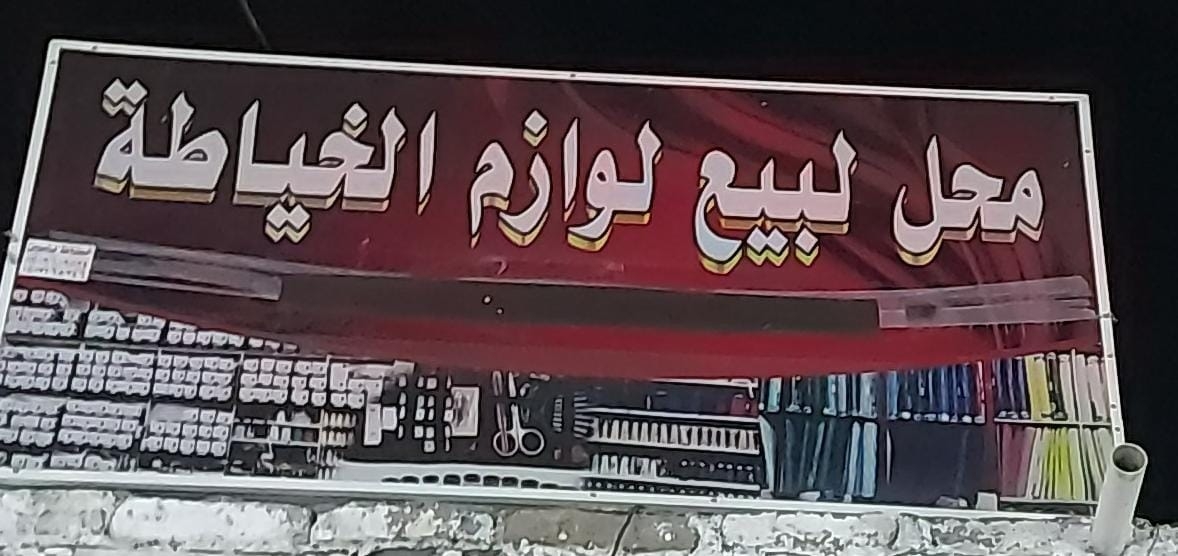 محل لبيع لوازم الخياطة